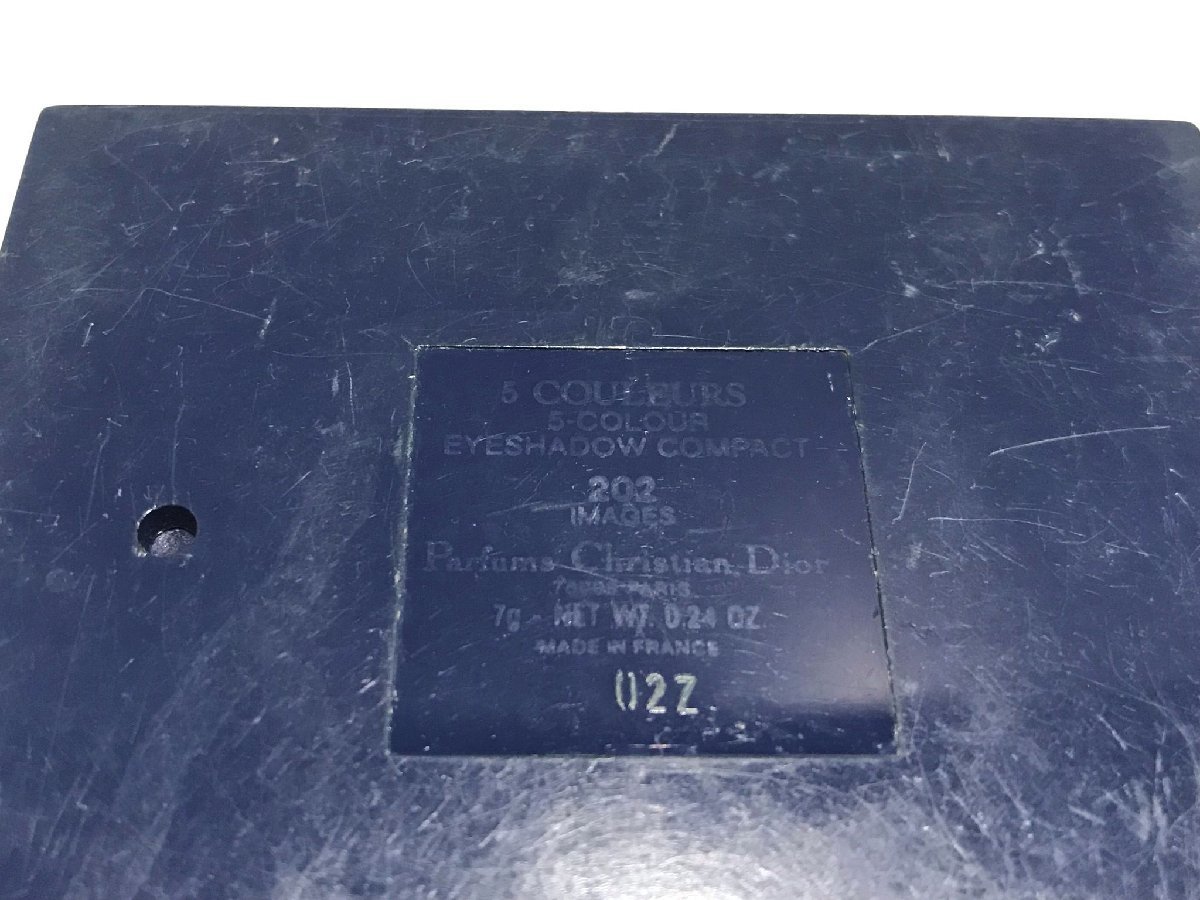 5 COULEURS
5-COLOUR
EYESHADOW COMPACT
202
IMAGES
Parfums Christian Dior
PARIS
7g - NET WT. 0.24 OZ.
MADE IN FRANCE
02Z